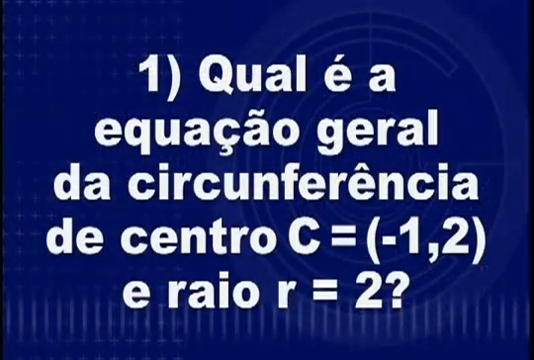 1) Qual é a
equação geral
da circunferência
de centro C = (-1,2)
e raio r = 2?